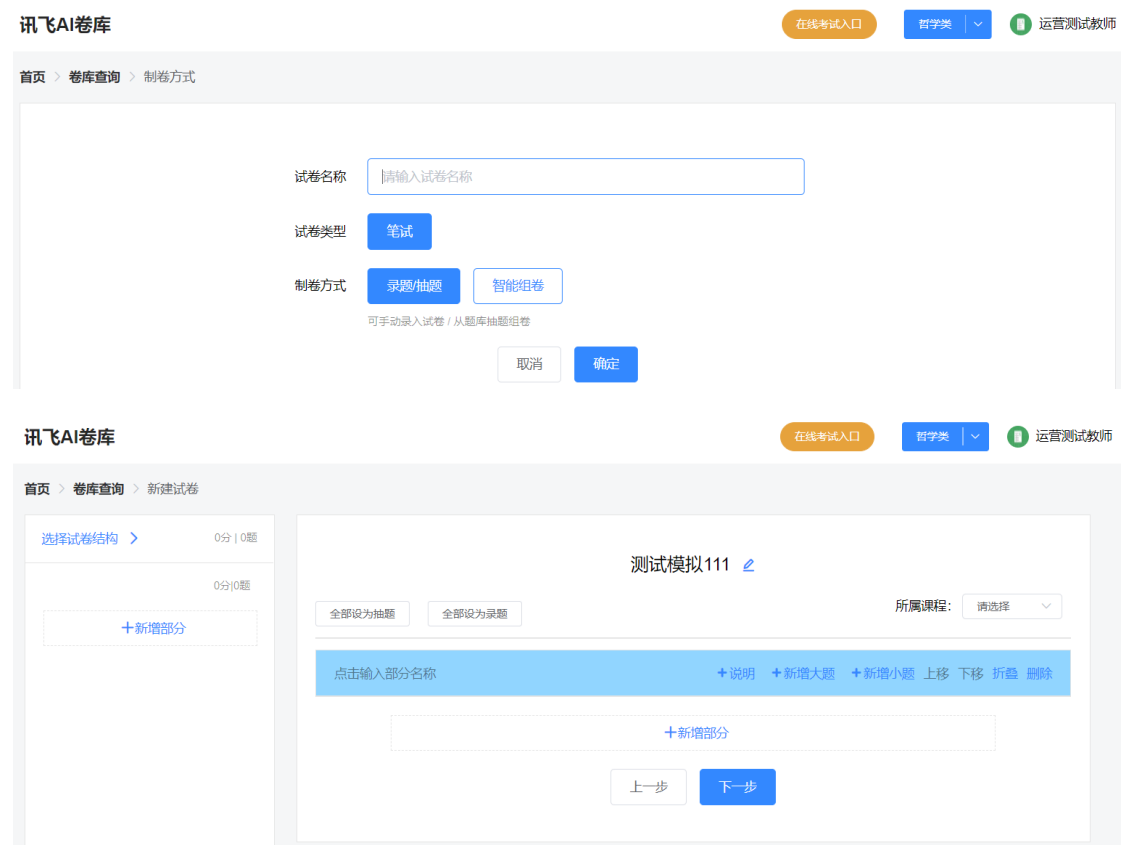 讯飞AI卷库 在线考试入口 哲学类 运营测试教师
首页 > 卷库查询 > 制卷方式
试卷名称 请输入试卷名称
试卷类型 笔试
制卷方式 录题/抽题 智能组卷
可手动录入试卷 / 从题库抽题组卷
取消 确定
讯飞AI卷库 在线考试入口 哲学类 运营测试教师
首页 > 卷库查询 > 新建试卷
选择试卷结构 > 0分 | 0题
0分|0题
+新增部分
测试模拟111
全部设为抽题 全部设为录题 所属课程: 请选择
点击输入部分名称 +说明 +新增大题 +新增小题 上移 下移 折叠 删除
+新增部分
上一步 下一步